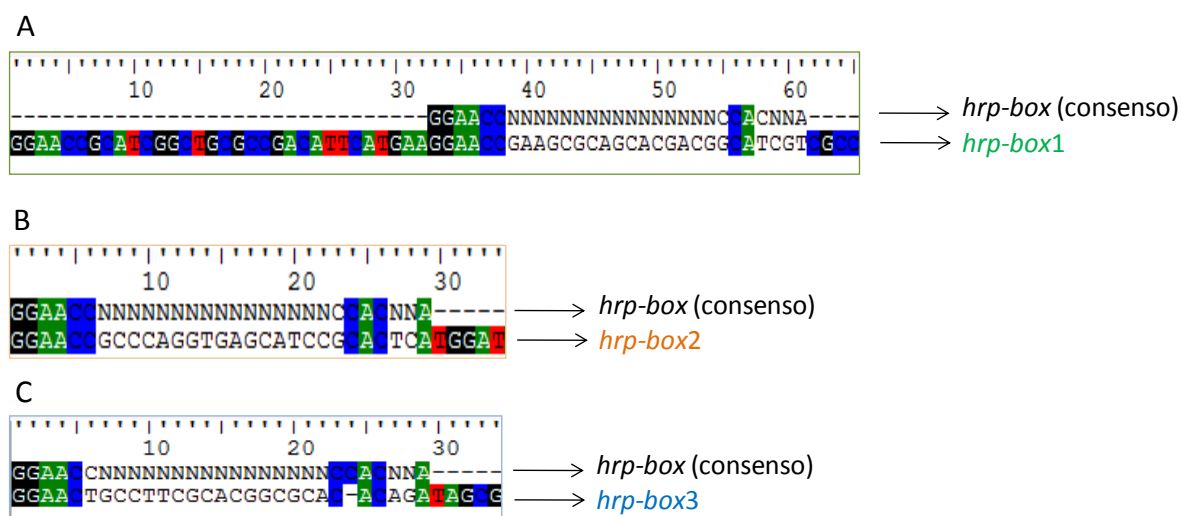 A
10 20 30 40 50 60
--------------------------------GGAACCNNNNNNNNNNNNNNNNCCACNNA---- hrp-box (consenso)
GGAACCGCATCGGCTGCGCCGACATTCATGAAGGAACCGAAGCGCAGCACGACGGCATCGTCGCC hrp-box1
B
10 20 30
GGAACCNNNNNNNNNNNNNNNNCCACNNA----- hrp-box (consenso)
GGAACCGCCCAGGTGAGCATCCGCACTCATGGAT hrp-box2
C
10 20 30
GGAACCNNNNNNNNNNNNNNNNCCACNNA----- hrp-box (consenso)
GGAACTGCCTTCGCACGGCGCAC-ACAGATAGCG hrp-box3